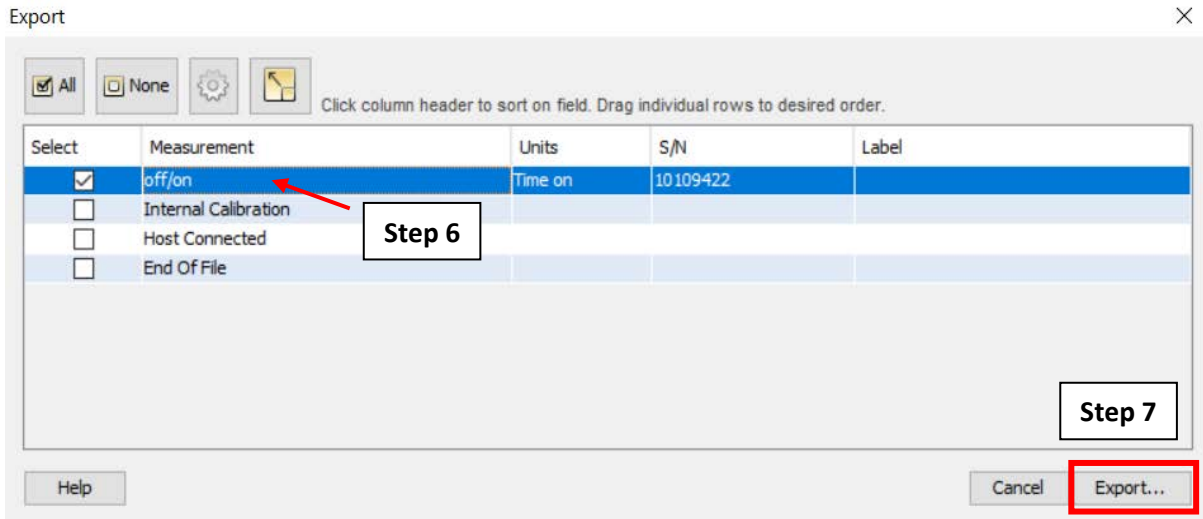 Export
All None Click column header to sort on field. Drag individual rows to desired order.
Select Measurement Units S/N Label
off/on Time on 10109422
Internal Calibration
Step 6
Host Connected
End Of File
Step 7
Help Cancel Export...